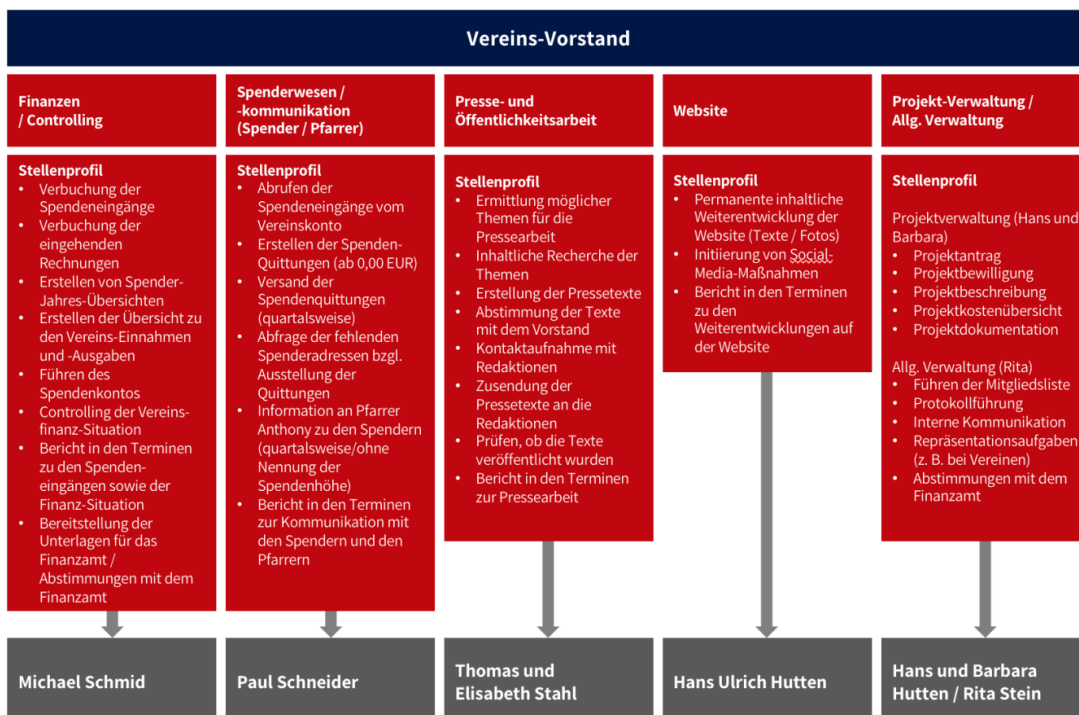 Vereins-Vorstand
Finanzen
/ Controlling
Spenderwesen /
-kommunikation
(Spender / Pfarrer)
Presse- und
Öffentlichkeitsarbeit
Website
Projekt-Verwaltung /
Allg. Verwaltung
Stellenprofil
• Verbuchung der
Spendeneingänge
• Verbuchung der
eingehenden
Rechnungen
• Erstellen von Spender-
Jahres-Übersichten
• Erstellen der Übersicht zu
den Vereins-Einnahmen
und -Ausgaben
• Führen des
Spendenkontos
• Controlling der Vereins-
finanz-Situation
• Bericht in den Terminen
zu den Spenden-
eingängen sowie der
Finanz-Situation
• Bereitstellung der
Unterlagen für das
Finanzamt /
Abstimmungen mit dem
Finanzamt
Stellenprofil
• Abrufen der
Spendeneingänge vom
Vereinskonto
• Erstellen der Spenden-
Quittungen (ab 0,00 EUR)
• Versand der
Spendenquittungen
(quartalsweise)
• Abfrage der fehlenden
Spenderadressen bzgl.
Ausstellung der
Quittungen
• Information an Pfarrer
Anthony zu den Spendern
(quartalsweise/ohne
Nennung der
Spendenhöhe)
• Bericht in den Terminen
zur Kommunikation mit
den Spendern und den
Pfarrern
Stellenprofil
• Ermittlung möglicher
Themen für die
Pressearbeit
• Inhaltliche Recherche der
Themen
• Erstellung der Pressetexte
• Abstimmung der Texte
mit dem Vorstand
• Kontaktaufnahme mit
Redaktionen
• Zusendung der
Pressetexte an die
Redaktionen
• Prüfen, ob die Texte
veröffentlicht wurden
• Bericht in den Terminen
zur Pressearbeit
Stellenprofil
• Permanente inhaltliche
Weiterentwicklung der
Website (Texte / Fotos)
• Initiierung von Social-
Media-Maßnahmen
• Bericht in den Terminen
zu den
Weiterentwicklungen auf
der Website
Stellenprofil
Projektverwaltung (Hans und
Barbara)
• Projektantrag
• Projektbewilligung
• Projektbeschreibung
• Projektkostenübersicht
• Projektdokumentation
Allg. Verwaltung (Rita)
• Führen der Mitgliedsliste
• Protokollführung
• Interne Kommunikation
• Repräsentationsaufgaben
(z. B. bei Vereinen)
• Abstimmungen mit dem
Finanzamt
Michael Schmid
Paul Schneider
Thomas und
Elisabeth Stahl
Hans Ulrich Hutten
Hans und Barbara
Hutten / Rita Stein